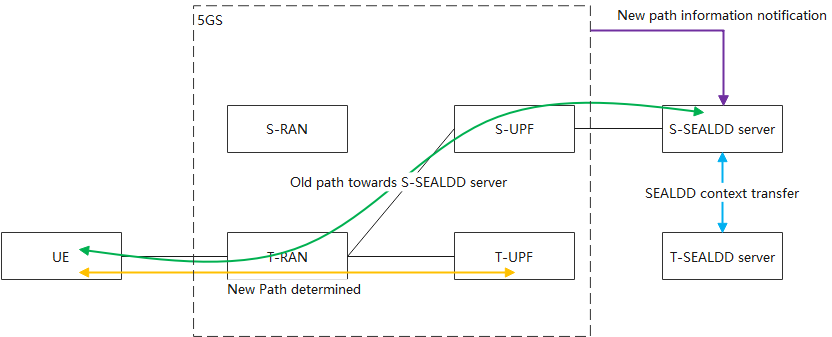 New path information notification
5GS
S-RAN
S-UPF
S-SEALDD server
Old path towards S-SEALDD server
SEALDD context transfer
UE
T-RAN
T-UPF
T-SEALDD server
New Path determined